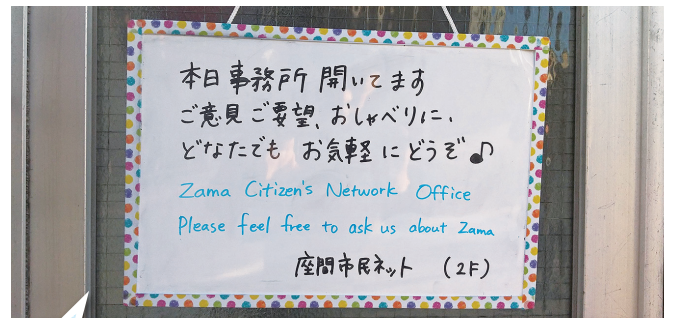 本日事務所開いてます
ご意見ご要望、おしゃべりに、
どなたでも お気軽にどうぞ♪
Zama Citizen's Network Office
Please feel free to ask us about Zama
座間市民ネット (2F)